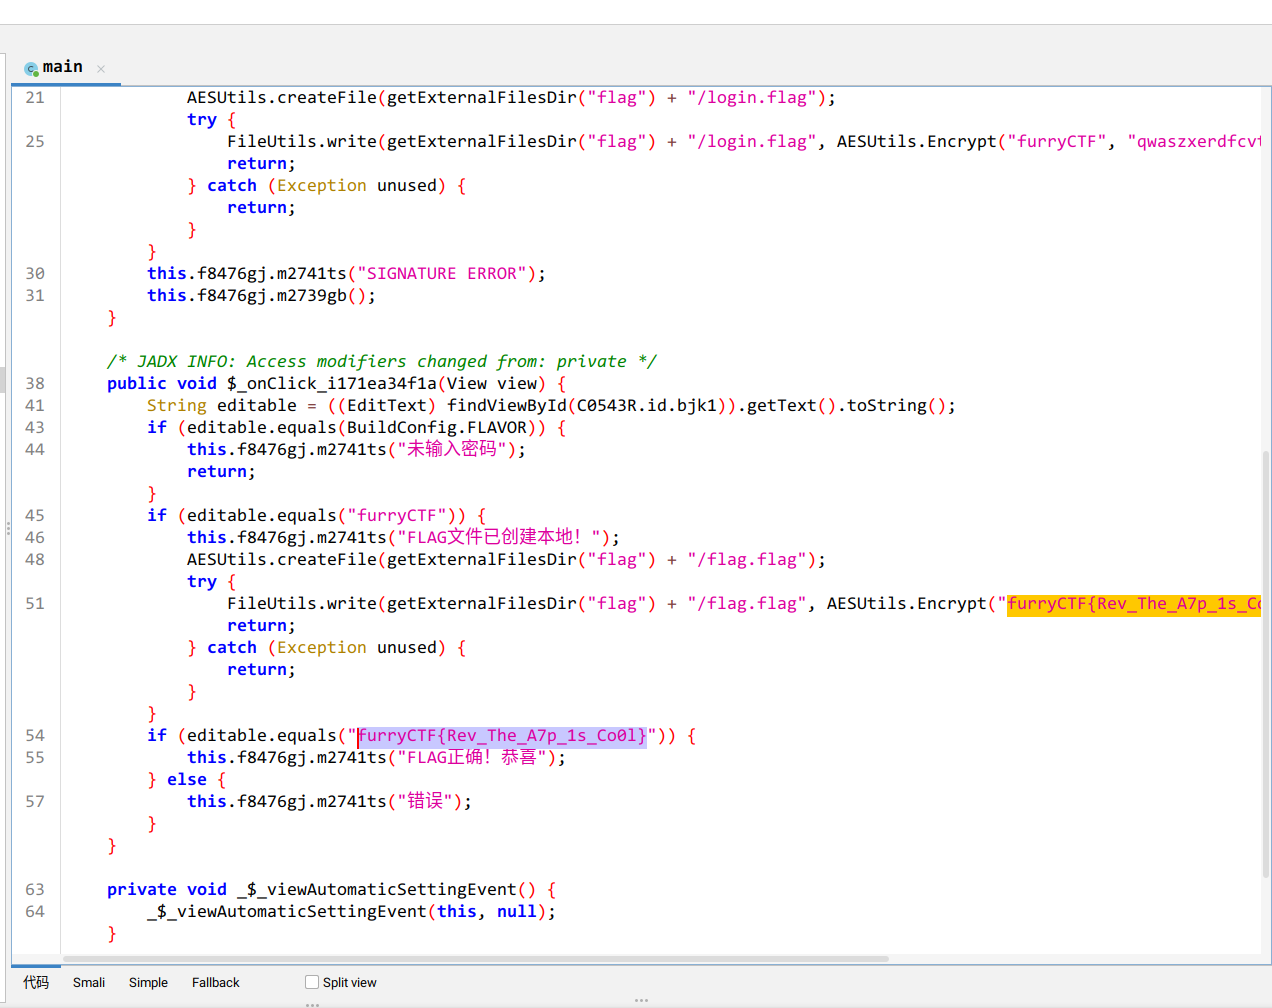 main
21 AESUtils.createFile(getExternalFilesDir("flag") + "/login.flag");
try {
25 FileUtils.write(getExternalFilesDir("flag") + "/login.flag", AESUtils.Encrypt("furryCTF", "qwaszxerdfcvt
return;
} catch (Exception unused) {
return;
}
}
30 this.f8476gj.m2741ts("SIGNATURE ERROR");
31 this.f8476gj.m2739gb();
}
/* JADX INFO: Access modifiers changed from: private */
38 public void $_onClick_i171ea34f1a(View view) {
41 String editable = ((EditText) findViewById(C0543R.id.bjk1)).getText().toString();
43 if (editable.equals(BuildConfig.FLAVOR)) {
44 this.f8476gj.m2741ts("未输入密码");
return;
}
45 if (editable.equals("furryCTF")) {
46 this.f8476gj.m2741ts("FLAG文件已创建本地！");
48 AESUtils.createFile(getExternalFilesDir("flag") + "/flag.flag");
try {
51 FileUtils.write(getExternalFilesDir("flag") + "/flag.flag", AESUtils.Encrypt("furryCTF{Rev_The_A7p_1s_Co
return;
} catch (Exception unused) {
return;
}
}
54 if (editable.equals("furryCTF{Rev_The_A7p_1s_Co0l}")) {
55 this.f8476gj.m2741ts("FLAG正确！恭喜");
} else {
57 this.f8476gj.m2741ts("错误");
}
}
63 private void _$_viewAutomaticSettingEvent() {
64 _$_viewAutomaticSettingEvent(this, null);
}
代码 Smali Simple Fallback Split view